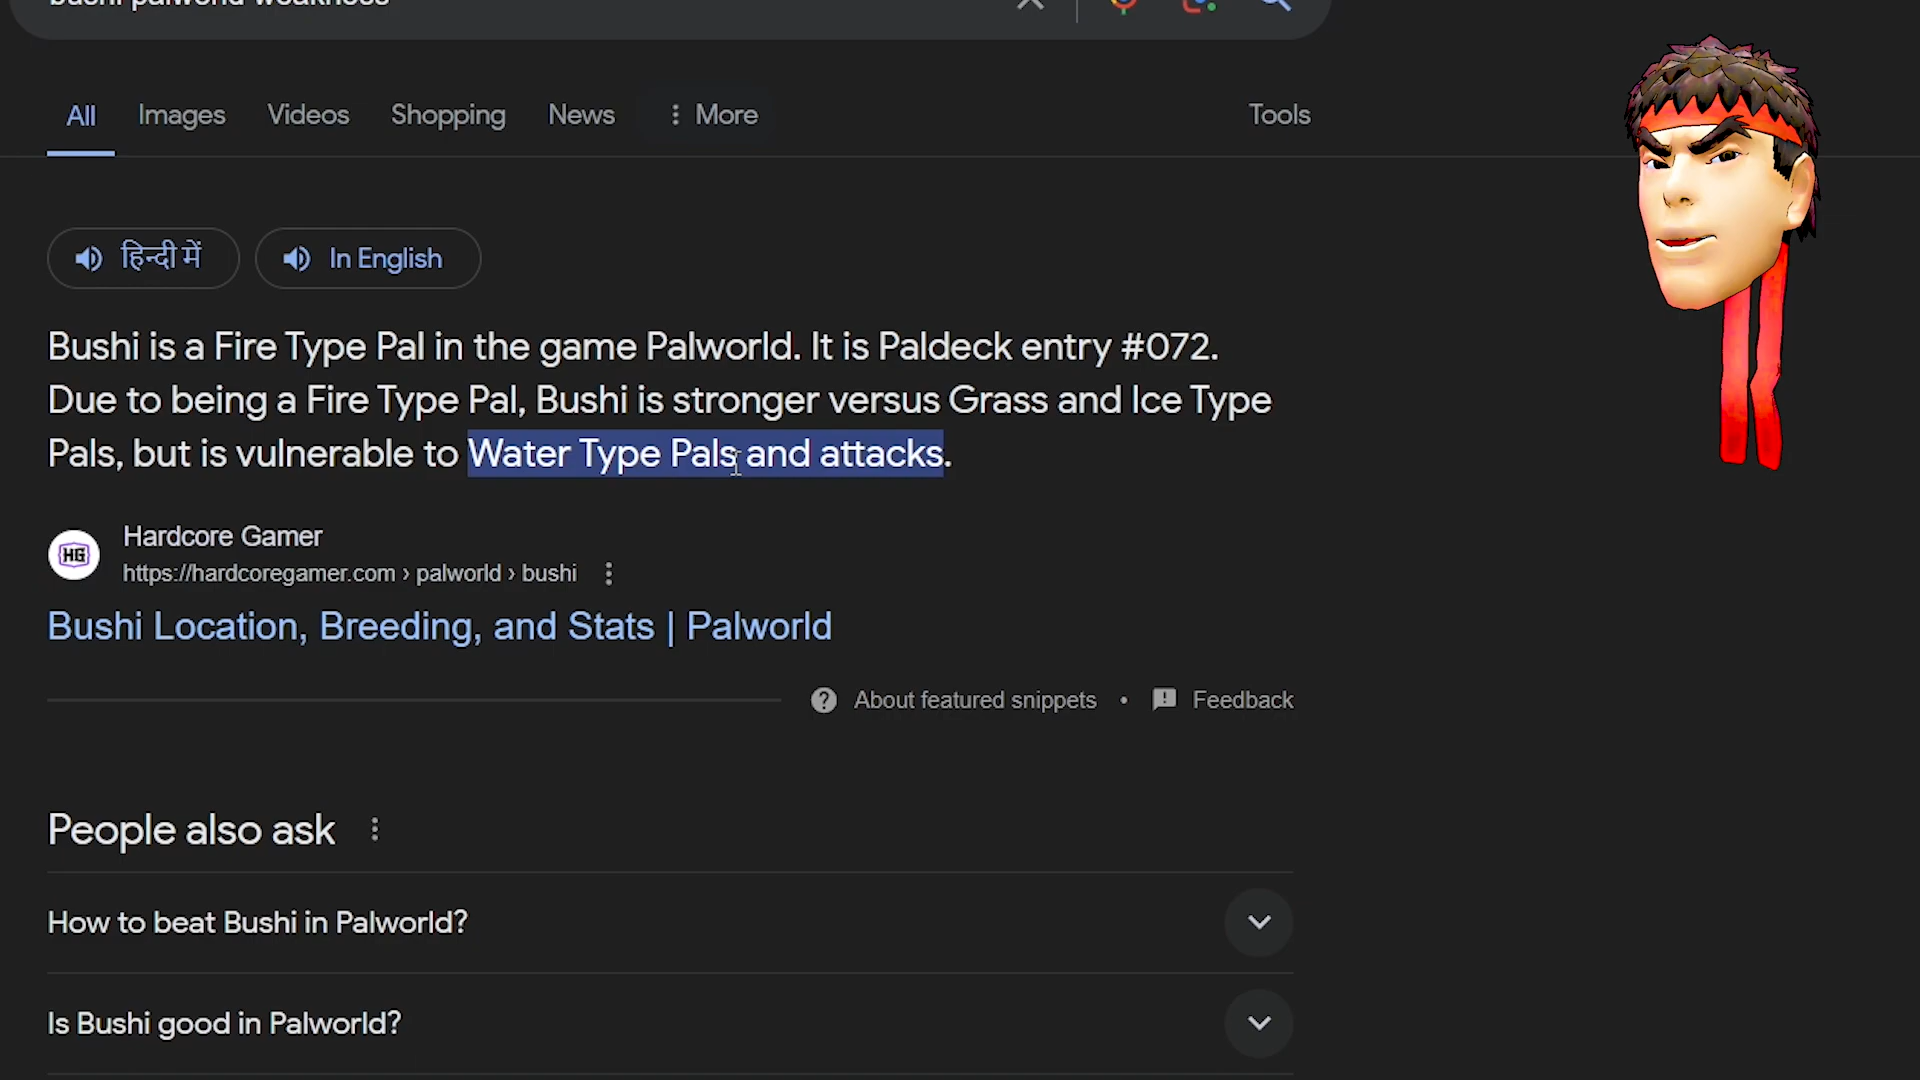 bushi palworld weakness
All Images Videos Shopping News More Tools
हिन्दी में In English
Bushi is a Fire Type Pal in the game Palworld. It is Paldeck entry #072.
Due to being a Fire Type Pal, Bushi is stronger versus Grass and Ice Type
Pals, but is vulnerable to Water Type Pals and attacks.
HG
Hardcore Gamer
https://hardcoregamer.com › palworld › bushi
Bushi Location, Breeding, and Stats | Palworld
About featured snippets • Feedback
People also ask
How to beat Bushi in Palworld?
Is Bushi good in Palworld?